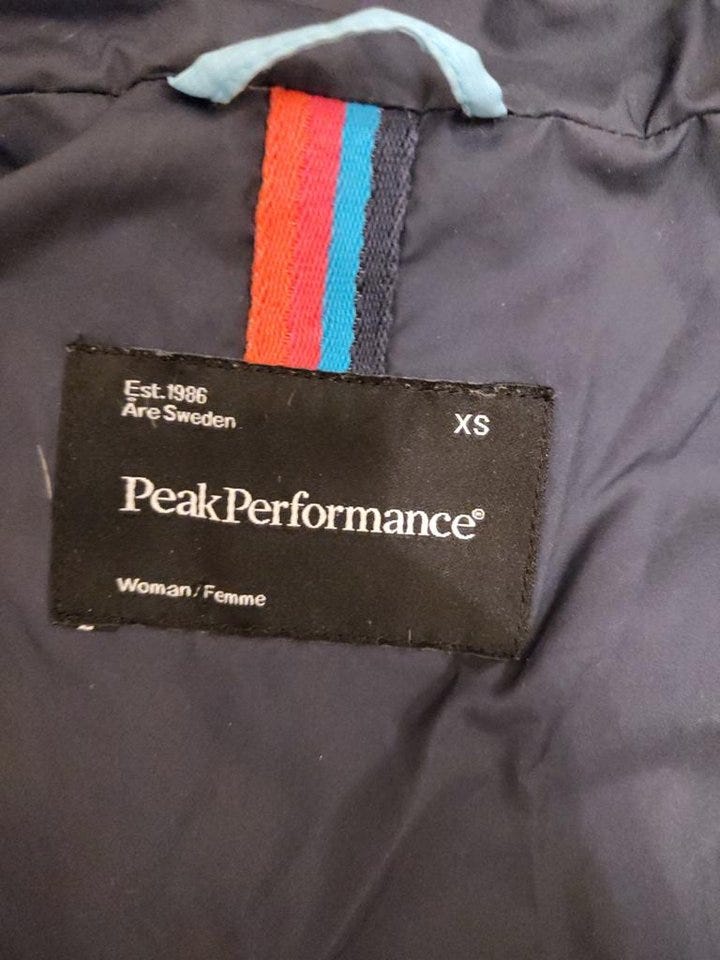 Est. 1986
Åre Sweden
XS
PeakPerformance®
Woman/Femme